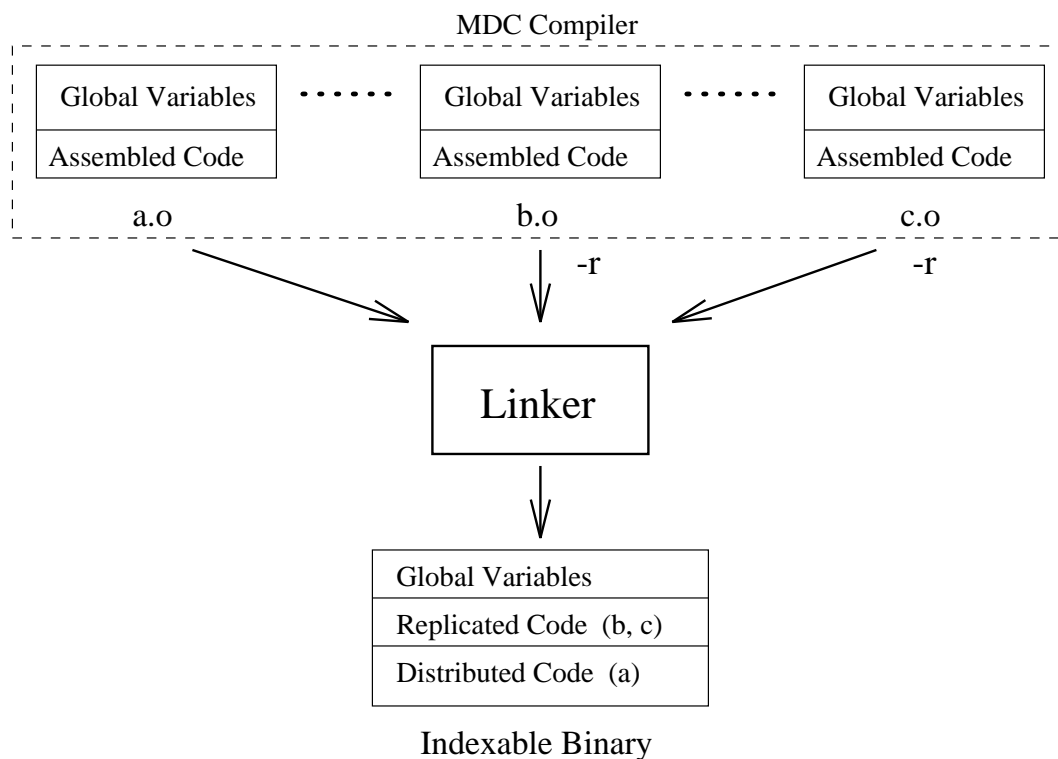 MDC Compiler
Global Variables
Global Variables
Global Variables
Assembled Code
Assembled Code
Assembled Code
a.o
b.o
c.o
-r
-r
Linker
Global Variables
Replicated Code (b, c)
Distributed Code (a)
Indexable Binary